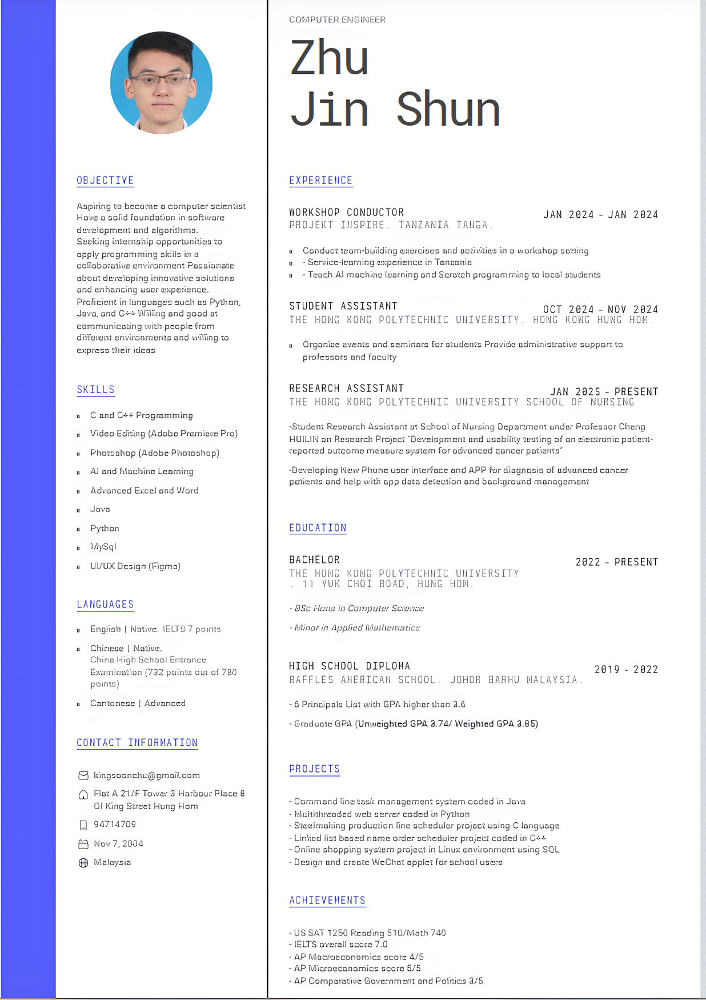 COMPUTER ENGINEER
Zhu
Jin Shun
OBJECTIVE
Aspiring to become a computer scientist
Have a solid foundation in software
development and algorithms.
Seeking internship opportunities to
apply programming skills in a
collaborative environment Passionate
about developing innovative solutions
and enhancing user experience.
Proficient in languages such as Python,
Java, and C++ Willing and good at
communicating with people from
different environments and willing to
express their ideas
SKILLS
C and C++ Programming
Video Editing (Adobe Premiere Pro)
Photoshop (Adobe Photoshop)
AI and Machine Learning
Advanced Excel and Word
Java
Python
MySql
UI/UX Design (Figma)
LANGUAGES
English | Native. IELTS 7 points
Chinese | Native.
China High School Entrance
Examination (732 points out of 780
points)
Cantonese | Advanced
CONTACT INFORMATION
kingsoonchu@gmail.com
Flat A 21/F Tower 3 Harbour Place 8
OI King Street Hung Hom
94714709
Nov 7, 2004
Malaysia
EXPERIENCE
WORKSHOP CONDUCTOR
JAN 2024 - JAN 2024
PROJEKT INSPIRE. TANZANIA TANGA.
Conduct team-building exercises and activities in a workshop setting
- Service-learning experience in Tanzania
- Teach AI machine learning and Scratch programming to local students
STUDENT ASSISTANT
OCT 2024 - NOV 2024
THE HONG KONG POLYTECHNIC UNIVERSITY. HONG KONG HUNG HOM.
Organize events and seminars for students Provide administrative support to
professors and faculty
RESEARCH ASSISTANT
JAN 2025 - PRESENT
THE HONG KONG POLYTECHNIC UNIVERSITY SCHOOL OF NURSING
-Student Research Assistant at School of Nursing Department under Professor Cheng
HUILIN on Research Project "Development and usability testing of an electronic patient-
reported outcome measure system for advanced cancer patients"
-Developing New Phone user interface and APP for diagnosis of advanced cancer
patients and help with app data detection and background management
EDUCATION
BACHELOR
2022 - PRESENT
THE HONG KONG POLYTECHNIC UNIVERSITY
. 11 YUK CHOI ROAD, HUNG HOM.
- BSc Hons in Computer Science
- Minor in Applied Mathematics
HIGH SCHOOL DIPLOMA
2019 - 2022
RAFFLES AMERICAN SCHOOL. JOHOR BARHU MALAYSIA.
- 6 Principals List with GPA higher than 3.6
- Graduate GPA (Unweighted GPA 3.74/ Weighted GPA 3.85)
PROJECTS
- Command line task management system coded in Java
- Multithreaded web server coded in Python
- Steelmaking production line scheduler project using C language
- Linked list based name order scheduler project coded in C++
- Online shopping system project in Linux environment using SQL
- Design and create WeChat applet for school users
ACHIEVEMENTS
- US SAT 1250 Reading 510/Math 740
- IELTS overall score 7.0
- AP Macroeconomics score 4/5
- AP Microeconomics score 5/5
- AP Comparative Government and Politics 3/5